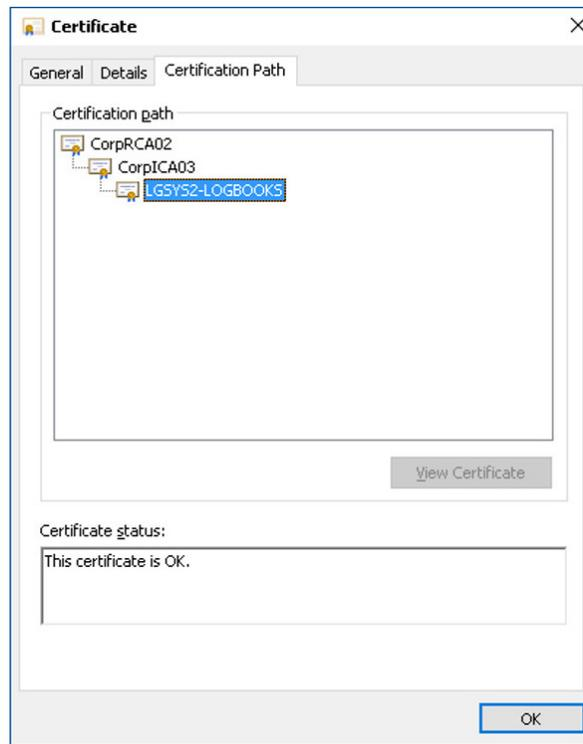 Certificate
General Details Certification Path
Certification path
CorpRCA02
CorpICA03
LGSYS2-LOGBOOKS
View Certificate
Certificate status:
This certificate is OK.
OK